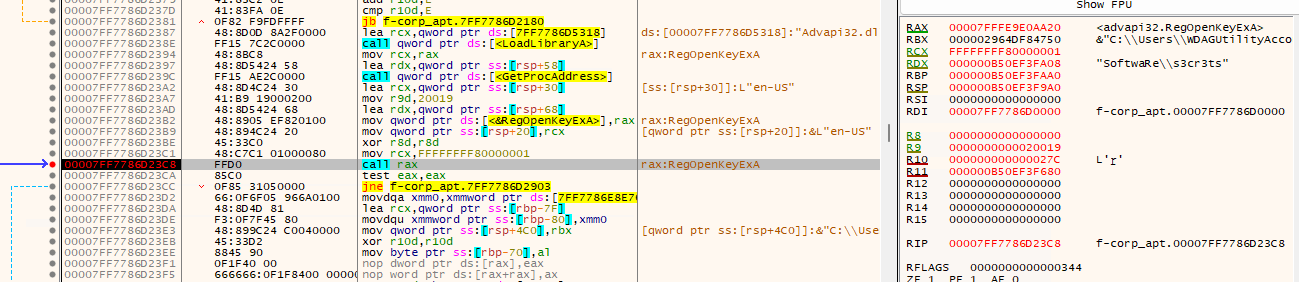 00007FF7786D237D 41:83FA 0E cmp r10d,E
00007FF7786D2381 0F82 F9FDFFFF jb f-corp_apt.7FF7786D2180
00007FF7786D2387 48:8D0D 8A2F0000 lea rcx,qword ptr ds:[7FF7786D5318] ds:[00007FF7786D5318]:"Advapi32.dl
00007FF7786D238E FF15 7C2C0000 call qword ptr ds:[<LoadLibraryA>]
00007FF7786D2394 48:8BC8 mov rcx,rax rax:RegOpenKeyExA
00007FF7786D2397 48:8D5424 58 lea rdx,qword ptr ss:[rsp+58]
00007FF7786D239C FF15 AE2C0000 call qword ptr ds:[<GetProcAddress>]
00007FF7786D23A2 48:8D4C24 30 lea rcx,qword ptr ss:[rsp+30] [ss:[rsp+30]]:L"en-US"
00007FF7786D23A7 41:B9 19000200 mov r9d,20019
00007FF7786D23AD 48:8D5424 68 lea rdx,qword ptr ss:[rsp+68]
00007FF7786D23B2 48:8905 EF820100 mov qword ptr ds:[<&RegOpenKeyExA>],rax rax:RegOpenKeyExA
00007FF7786D23B9 48:894C24 20 mov qword ptr ss:[rsp+20],rcx [qword ptr ss:[rsp+20]]:&L"en-US"
00007FF7786D23BE 45:33C0 xor r8d,r8d
00007FF7786D23C1 48:C7C1 01000080 mov rcx,FFFFFFFF80000001
00007FF7786D23C8 FFD0 call rax rax:RegOpenKeyExA
00007FF7786D23CA 85C0 test eax,eax
00007FF7786D23CC 0F85 31050000 jne f-corp_apt.7FF7786D2903
00007FF7786D23D2 66:0F6F05 966A0100 movdqa xmm0,xmmword ptr ds:[7FF7786E8E7
00007FF7786D23DA 48:8D4D 81 lea rcx,qword ptr ss:[rbp-7F]
00007FF7786D23DE F3:0F7F45 80 movdqu xmmword ptr ss:[rbp-80],xmm0
00007FF7786D23E3 48:899C24 C0040000 mov qword ptr ss:[rsp+4C0],rbx [qword ptr ss:[rsp+4C0]]:&"C:\\Use
00007FF7786D23EB 45:33D2 xor r10d,r10d
00007FF7786D23EE 8845 90 mov byte ptr ss:[rbp-70],al
00007FF7786D23F1 0F1F40 00 nop dword ptr ds:[rax],eax
00007FF7786D23F5 666666:0F1F8400 00000 nop word ptr ds:[rax+rax],ax
Show FPU
RAX 00007FFFE9E0AA20 <advapi32.RegOpenKeyExA>
RBX 000002964DF84750 &"C:\\Users\\WDAGUtilityAcco
RCX FFFFFFFF80000001
RDX 000000B50EF3FA08 "SoftwaRe\\s3cr3ts"
RBP 000000B50EF3FAA0
RSP 000000B50EF3F9A0
RSI 0000000000000000
RDI 00007FF7786D0000 f-corp_apt.00007FF7786D0000
R8 0000000000000000
R9 0000000000020019
R10 000000000000027C L'ɼ'
R11 000000B50EF3F680
R12 0000000000000000
R13 0000000000000000
R14 0000000000000000
R15 0000000000000000
RIP 00007FF7786D23C8 f-corp_apt.00007FF7786D23C8
RFLAGS 0000000000000344
ZF 1 PF 1 AF 0